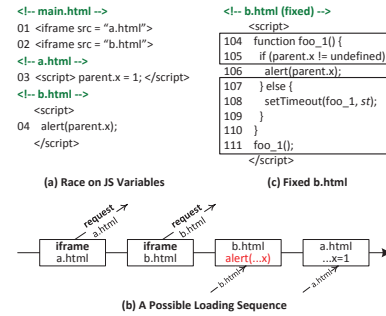 <!-- main.html -->
01 <iframe src = “a.html”>
02 <iframe src = “b.html”>
<!-- a.html -->
03 <script> parent.x = 1; </script>
<!-- b.html -->
<script>
04 alert(parent.x);
</script>
(a) Race on JS Variables
<!-- b.html (fixed) -->
<script>
104 function foo_1() {
105 if (parent.x != undefined)
106 alert(parent.x);
107 } else {
108 setTimeout(foo_1, st);
109 }
110 }
111 foo_1();
</script>
(c) Fixed b.html
request
a.html
request
b.html
iframe
a.html
iframe
b.html
b.html
alert(...x)
a.html
...x=1
b.html
a.html
(b) A Possible Loading Sequence